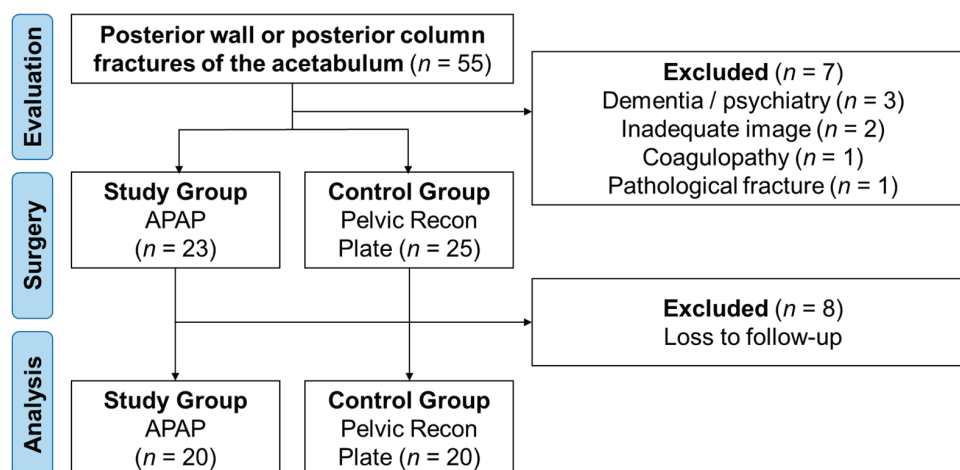 Evaluation
Posterior wall or posterior column
fractures of the acetabulum (n = 55)
Excluded (n = 7)
Dementia / psychiatry (n = 3)
Inadequate image (n = 2)
Coagulopathy (n = 1)
Pathological fracture (n = 1)
Surgery
Study Group
APAP
(n = 23)
Control Group
Pelvic Recon
Plate (n = 25)
Excluded (n = 8)
Loss to follow-up
Analysis
Study Group
APAP
(n = 20)
Control Group
Pelvic Recon
Plate (n = 20)